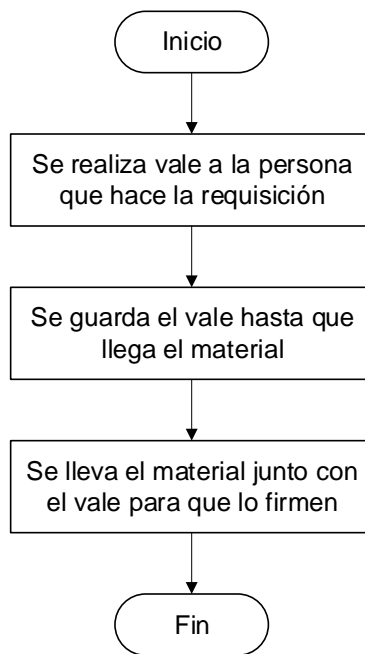 Inicio
Se realiza vale a la persona
que hace la requisición
Se guarda el vale hasta que
llega el material
Se lleva el material junto con
el vale para que lo firmen
Fin